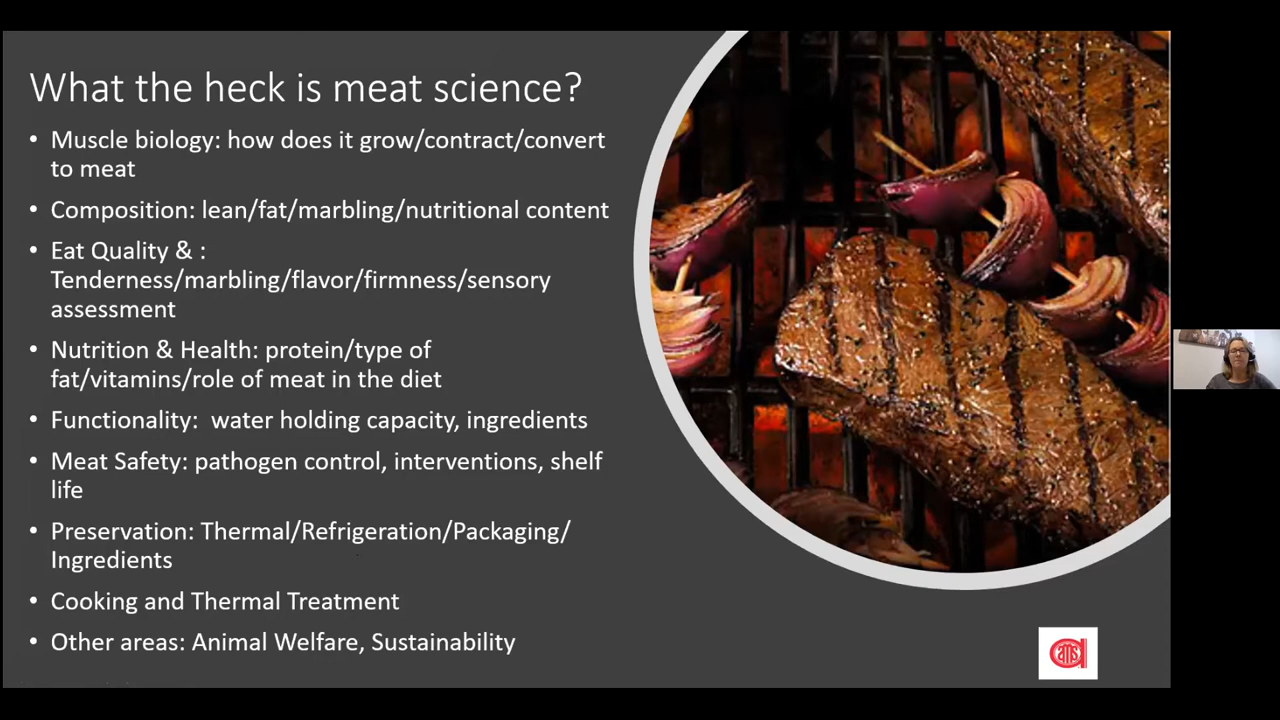 What the heck is meat science?
• Muscle biology: how does it grow/contract/convert
to meat
• Composition: lean/fat/marbling/nutritional content
• Eat Quality & :
Tenderness/marbling/flavor/firmness/sensory
assessment
• Nutrition & Health: protein/type of
fat/vitamins/role of meat in the diet
• Functionality:  water holding capacity, ingredients
• Meat Safety: pathogen control, interventions, shelf
life
• Preservation: Thermal/Refrigeration/Packaging/
Ingredients
• Cooking and Thermal Treatment
• Other areas: Animal Welfare, Sustainability
ams